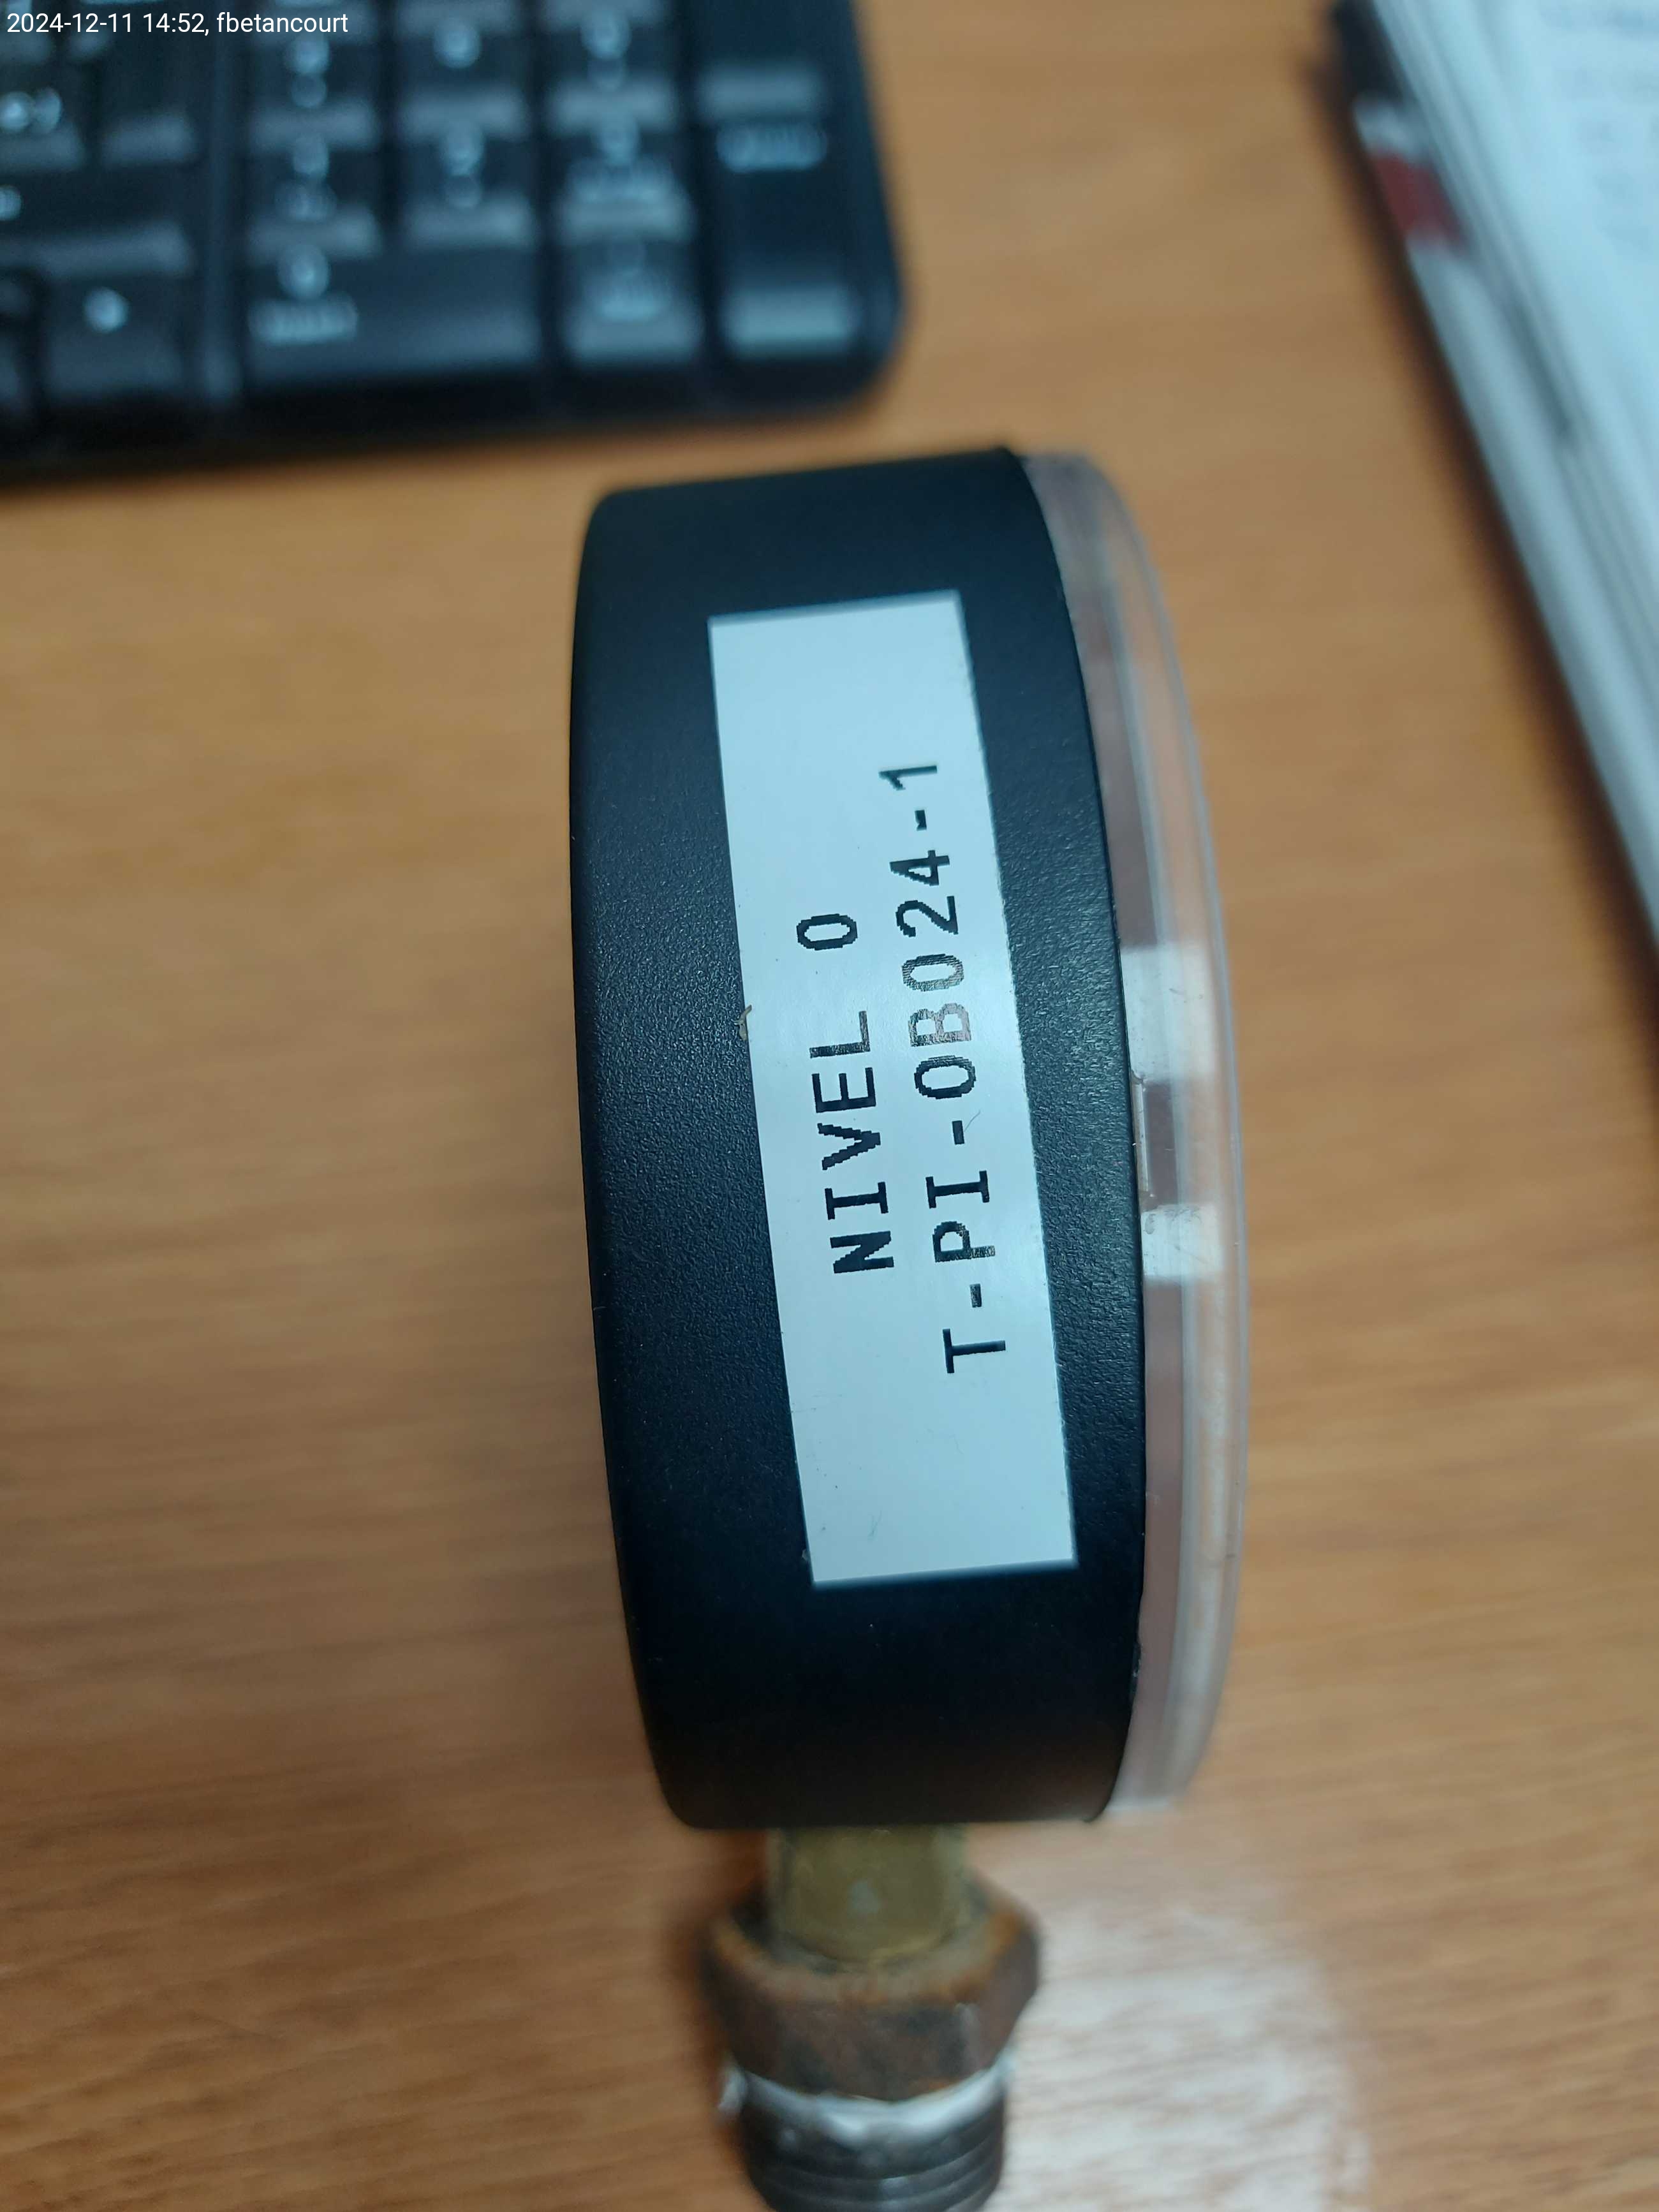 2024-12-11 14:52, fbetancourt
NIVEL 0
T-PI-0B024-1